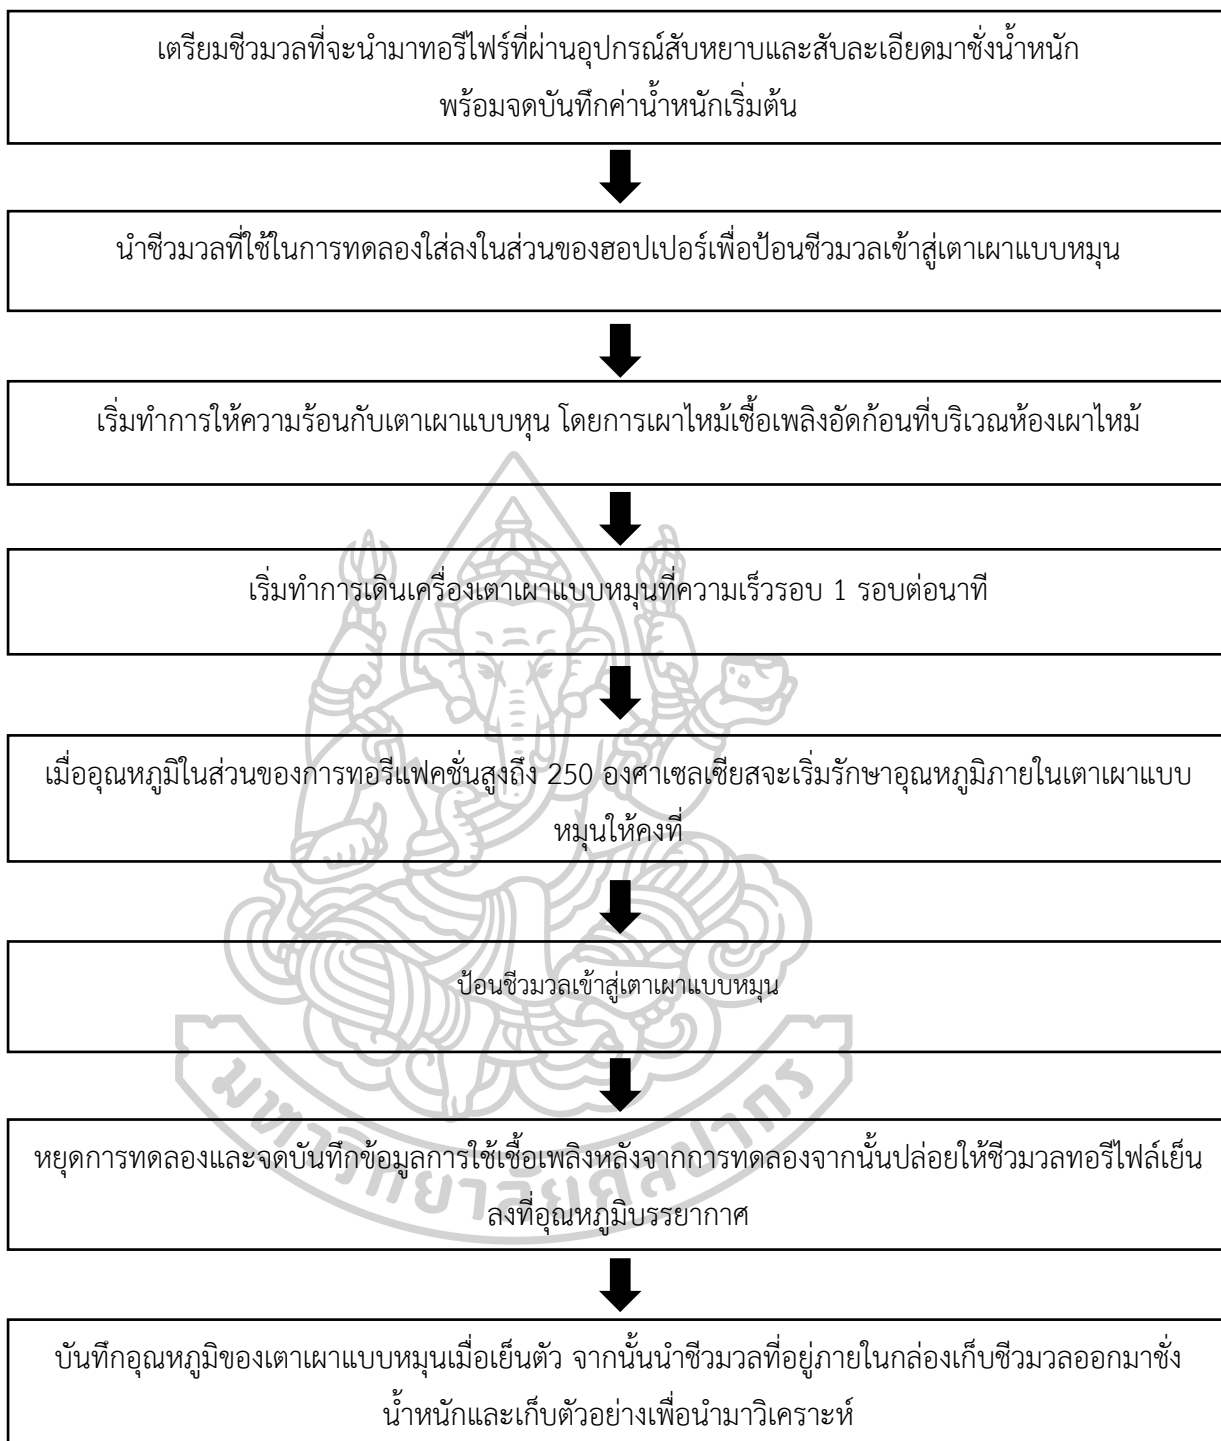 เตรียมชีวมวลที่จะนำมาทอรีไฟร์ที่ผ่านอุปกรณ์สับหยาบและสับละเอียดมาชั่งน้ำหนัก
พร้อมจดบันทึกค่าน้ำหนักเริ่มต้น
นำชีวมวลที่ใช้ในการทดลองใส่ลงในส่วนของฮอปเปอร์เพื่อป้อนชีวมวลเข้าสู่เตาเผาแบบหมุน
เริ่มทำการให้ความร้อนกับเตาเผาแบบหุน โดยการเผาไหม้เชื้อเพลิงอัดก้อนที่บริเวณห้องเผาไหม้
เริ่มทำการเดินเครื่องเตาเผาแบบหมุนที่ความเร็วรอบ 1 รอบต่อนาที
เมื่ออุณหภูมิในส่วนของการทอรีแฟคชั่นสูงถึง 250 องศาเซลเซียสจะเริ่มรักษาอุณหภูมิภายในเตาเผาแบบ
หมุนให้คงที่
ป้อนชีวมวลเข้าสู่เตาเผาแบบหมุน
หยุดการทดลองและจดบันทึกข้อมูลการใช้เชื้อเพลิงหลังจากการทดลองจากนั้นปล่อยให้ชีวมวลทอรีไฟล์เย็น
ลงที่อุณหภูมิบรรยากาศ
มหาวิทยาลัยศิลปากร
บันทึกอุณหภูมิของเตาเผาแบบหมุนเมื่อเย็นตัว จากนั้นนำชีวมวลที่อยู่ภายในกล่องเก็บชีวมวลออกมาชั่ง
น้ำหนักและเก็บตัวอย่างเพื่อนำมาวิเคราะห์